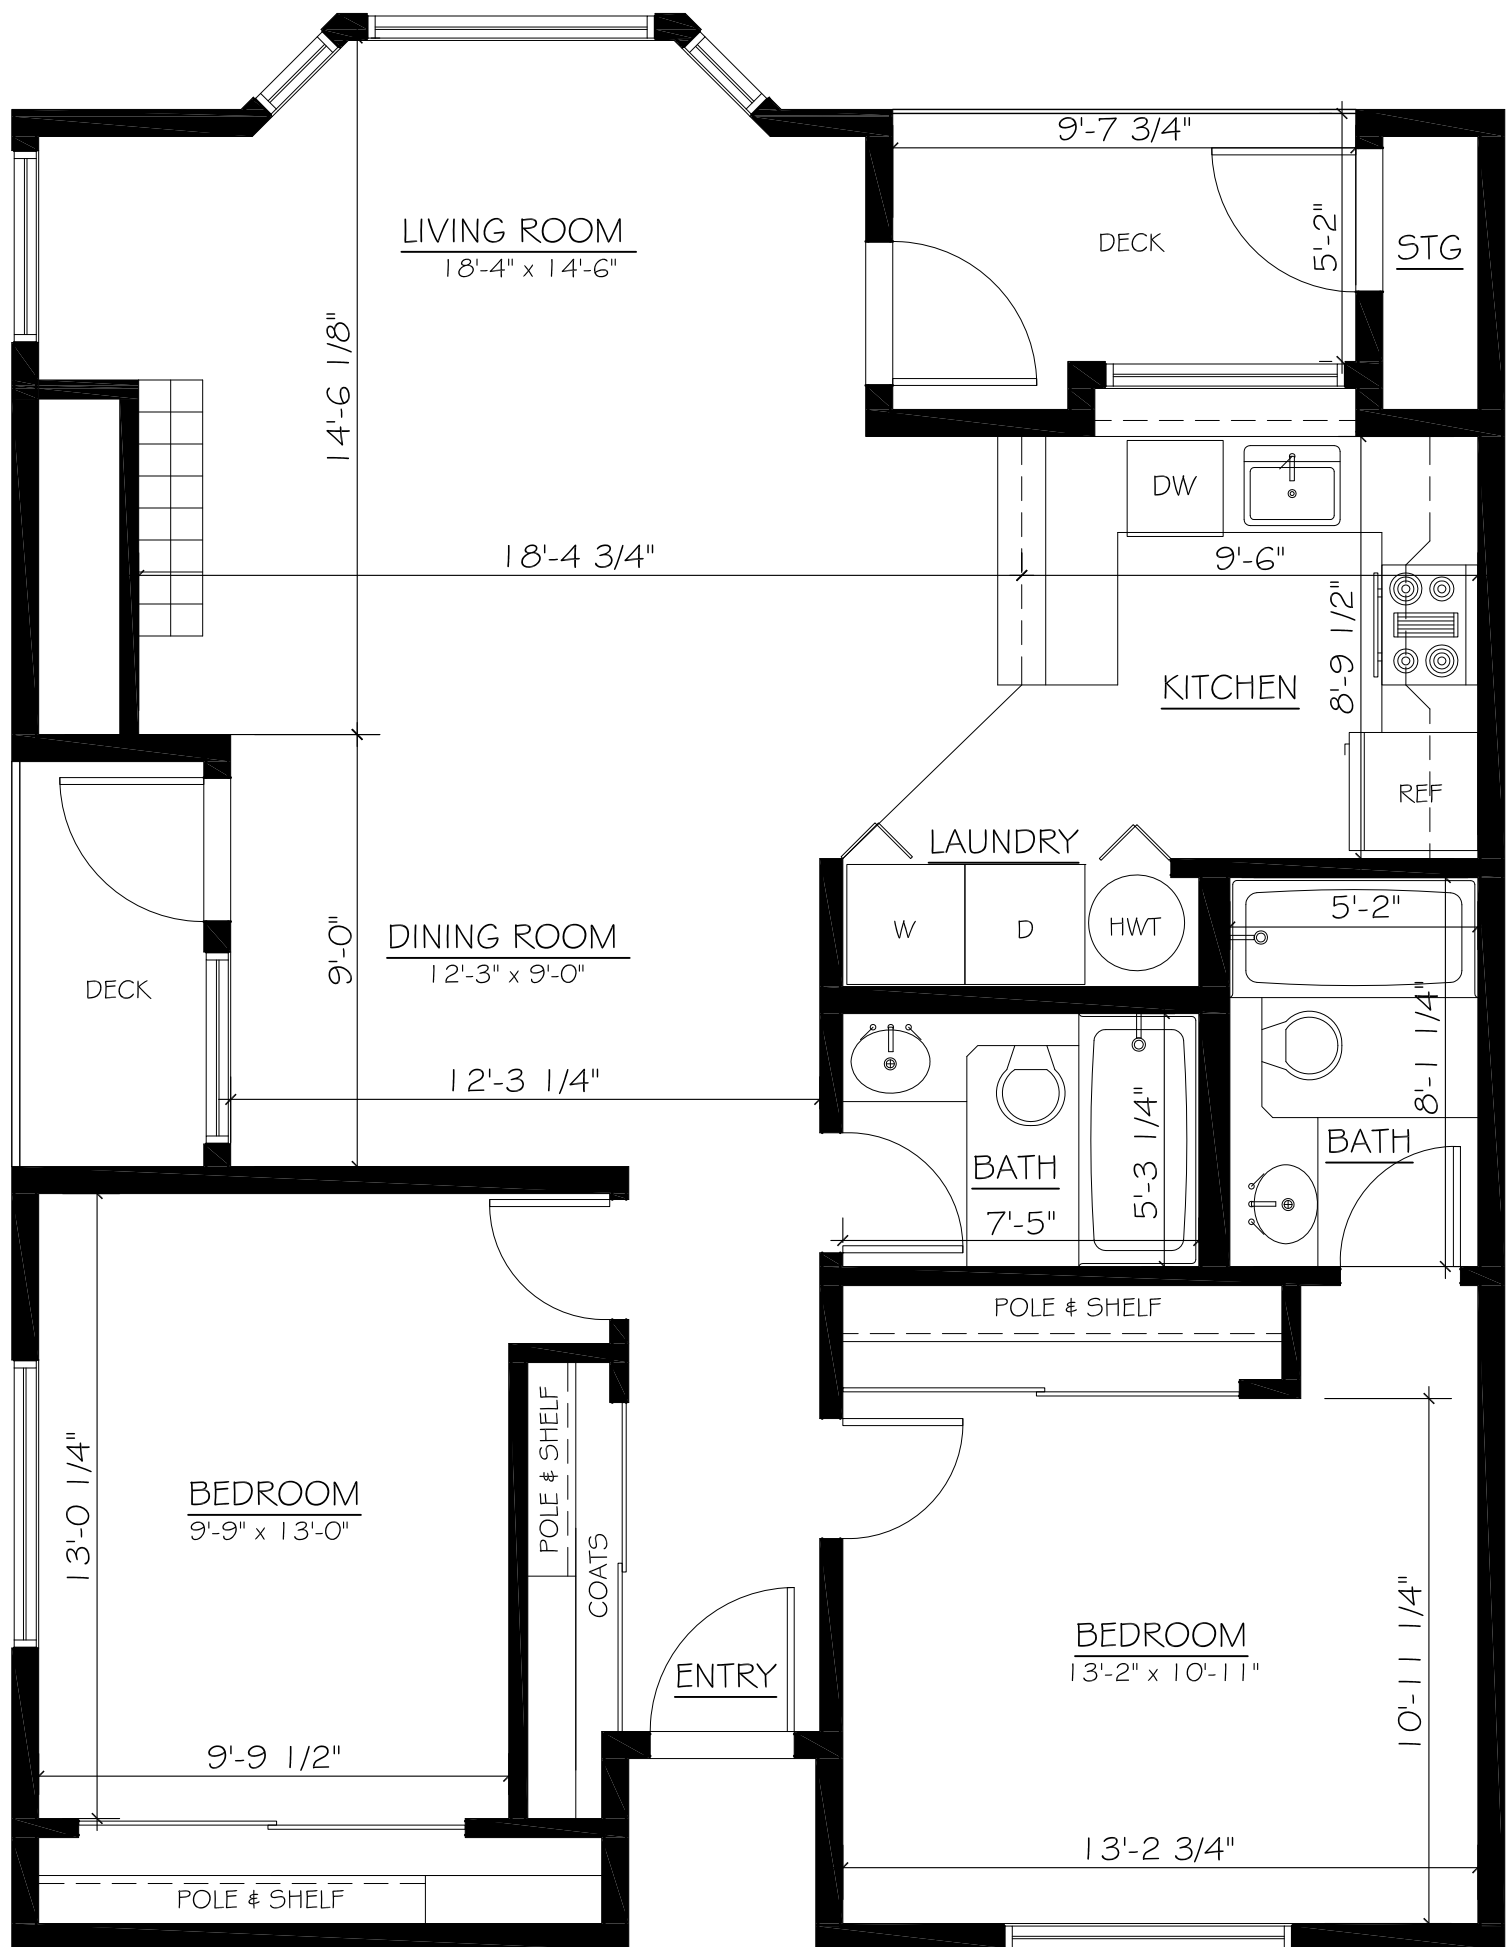 9'-7 3/4"
LIVING ROOM
18'-4" x 14'-6"
DECK
5'-2"
STG
14'-6 1/8"
DW
18'-4 3/4"
9'-6"
8'-9 1/2"
KITCHEN
REF
LAUNDRY
W
D
HWT
5'-2"
DINING ROOM
12'-3" x 9'-0"
9'-0"
DECK
8'-1 1/4"
12'-3 1/4"
5'-3 1/4"
BATH
BATH
7'-5"
POLE & SHELF
POLE & SHELF
13'-0 1/4"
BEDROOM
9'-9" x 13'-0"
COATS
BEDROOM
13'-2" x 10'-11"
10'-11 1/4"
ENTRY
9'-9 1/2"
13'-2 3/4"
POLE & SHELF